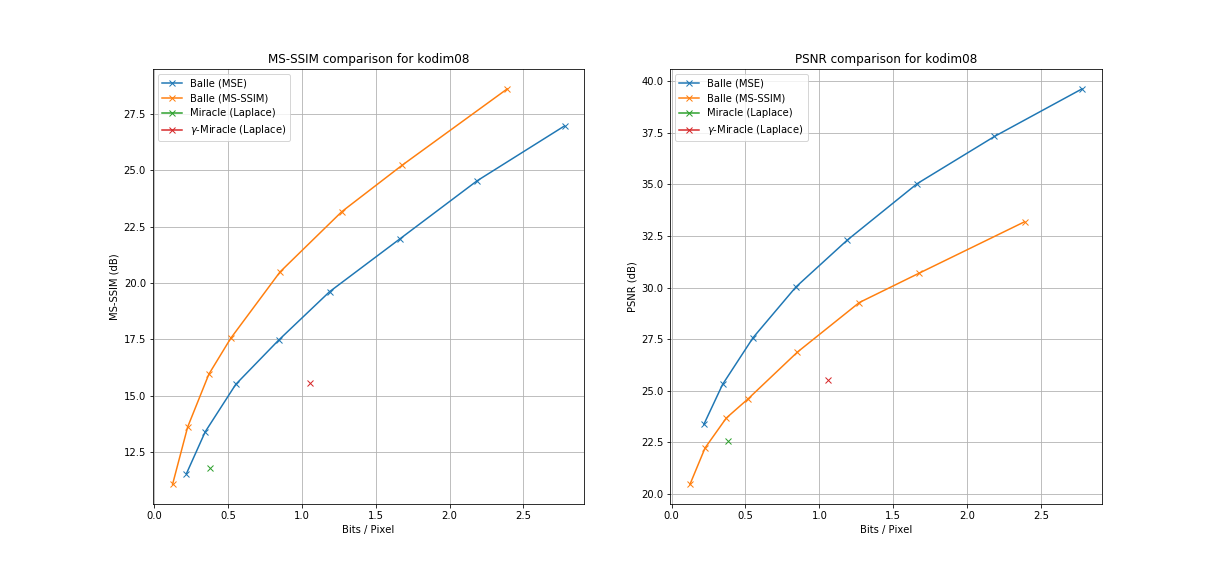 MS-SSIM comparison for kodim08
Balle (MSE)
Balle (MS-SSIM)
Miracle (Laplace)
γ-Miracle (Laplace)
27.5
25.0
22.5
20.0
17.5
15.0
12.5
MS-SSIM (dB)
0.0 0.5 1.0 1.5 2.0 2.5
Bits / Pixel
PSNR comparison for kodim08
Balle (MSE)
Balle (MS-SSIM)
Miracle (Laplace)
γ-Miracle (Laplace)
40.0
37.5
35.0
32.5
30.0
27.5
25.0
22.5
20.0
PSNR (dB)
0.0 0.5 1.0 1.5 2.0 2.5
Bits / Pixel